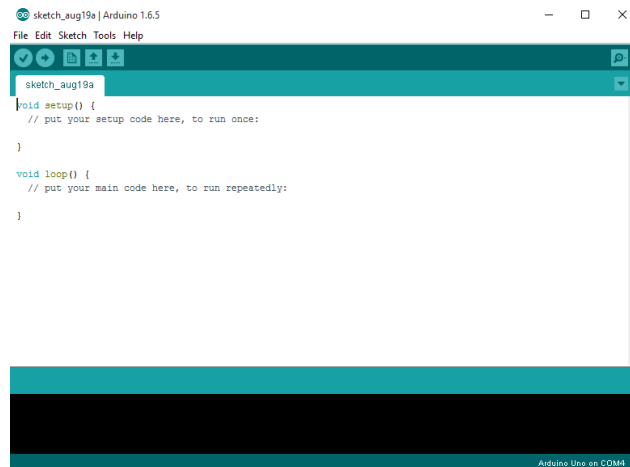 sketch_aug19a | Arduino 1.6.5
File Edit Sketch Tools Help
sketch_aug19a
void setup() {
  // put your setup code here, to run once:
}
void loop() {
  // put your main code here, to run repeatedly:
}
Arduino Uno on COM4